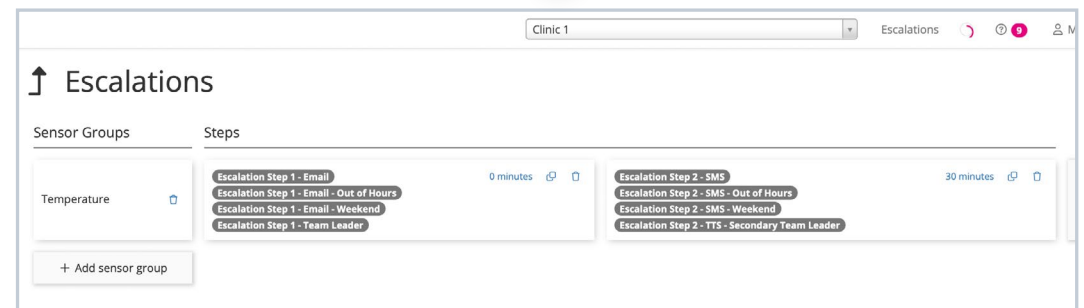 Clinic 1
Escalations
9
M
Escalations
Sensor Groups
Steps
Temperature
Escalation Step 1 - Email
Escalation Step 1 - Email - Out of Hours
Escalation Step 1 - Email - Weekend
Escalation Step 1 - Team Leader
0 minutes
Escalation Step 2 - SMS
Escalation Step 2 - SMS - Out of Hours
Escalation Step 2 - SMS - Weekend
Escalation Step 2 - TTS - Secondary Team Leader
30 minutes
+ Add sensor group